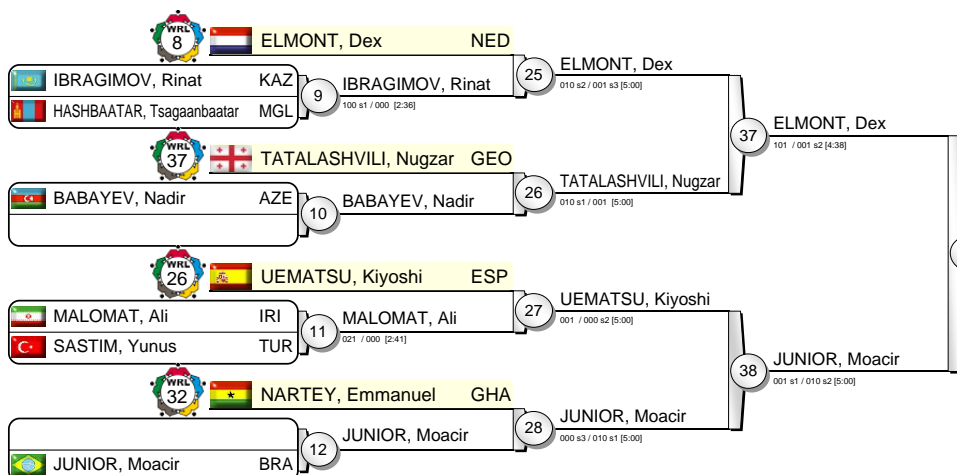 WRL
8
ELMONT, Dex NED
IBRAGIMOV, Rinat KAZ
HASHBAATAR, Tsagaanbaatar MGL
9
IBRAGIMOV, Rinat
100 s1 / 000 [2:36]
25
ELMONT, Dex
010 s2 / 001 s3 [5:00]
WRL
37
TATALASHVILI, Nugzar GEO
BABAYEV, Nadir AZE
10
BABAYEV, Nadir
26
TATALASHVILI, Nugzar
010 s1 / 001 [5:00]
37
ELMONT, Dex
101 / 001 s2 [4:38]
WRL
26
UEMATSU, Kiyoshi ESP
MALOMAT, Ali IRI
SASTIM, Yunus TUR
11
MALOMAT, Ali
021 / 000 [2:41]
27
UEMATSU, Kiyoshi
001 / 000 s2 [5:00]
WRL
32
NARTEY, Emmanuel GHA
JUNIOR, Moacir BRA
12
JUNIOR, Moacir
28
JUNIOR, Moacir
000 s3 / 010 s1 [5:00]
38
JUNIOR, Moacir
001 s1 / 010 s2 [5:00]